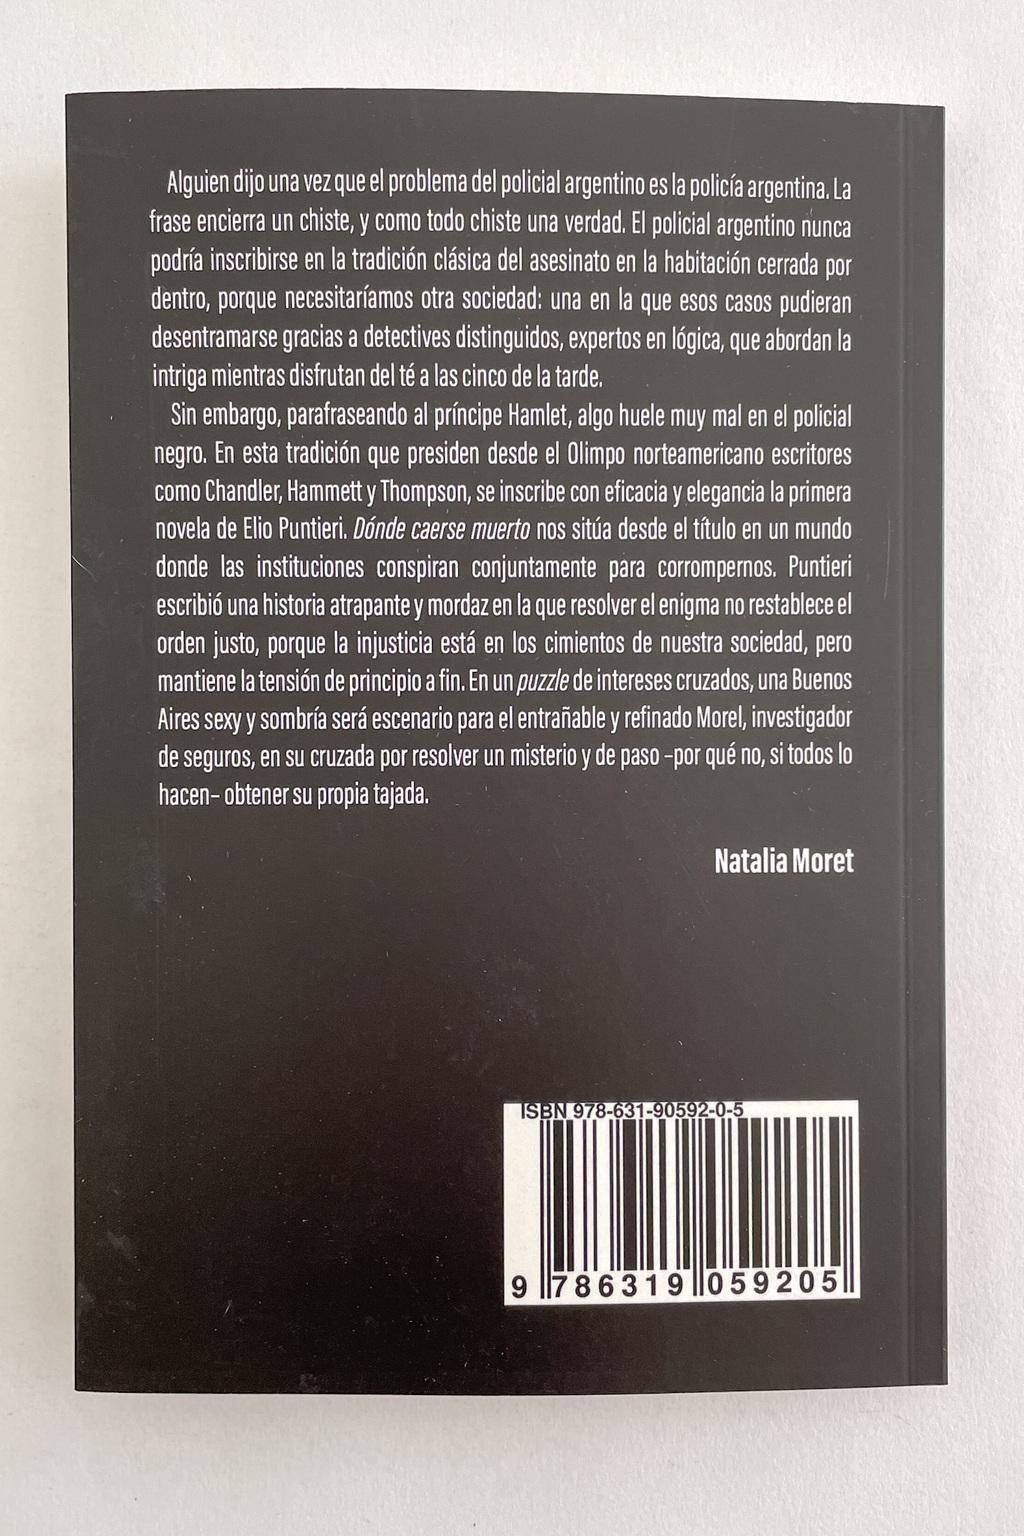 Alguien dijo una vez que el problema del policial argentino es la policía argentina. La
frase encierra un chiste, y como todo chiste una verdad. El policial argentino nunca
podría inscribirse en la tradición clásica del asesinato en la habitación cerrada por
dentro, porque necesitaríamos otra sociedad: una en la que esos casos pudieran
desentramarse gracias a detectives distinguidos, expertos en lógica, que abordan la
intriga mientras disfrutan del té a las cinco de la tarde.
Sin embargo, parafraseando al príncipe Hamlet, algo huele muy mal en el policial
negro. En esta tradición que presiden desde el Olimpo norteamericano escritores
como Chandler, Hammett y Thompson, se inscribe con eficacia y elegancia la primera
novela de Elio Puntieri. Dónde caerse muerto nos sitúa desde el título en un mundo
donde las instituciones conspiran conjuntamente para corrompernos. Puntieri
escribió una historia atrapante y mordaz en la que resolver el enigma no restablece el
orden justo, porque la injusticia está en los cimientos de nuestra sociedad, pero
mantiene la tensión de principio a fin. En un puzzle de intereses cruzados, una Buenos
Aires sexy y sombría será escenario para el entrañable y refinado Morel, investigador
de seguros, en su cruzada por resolver un misterio y de paso –por qué no, si todos lo
hacen– obtener su propia tajada.
Natalia Moret
ISBN 978-631-90592-0-5
9 786319 059205